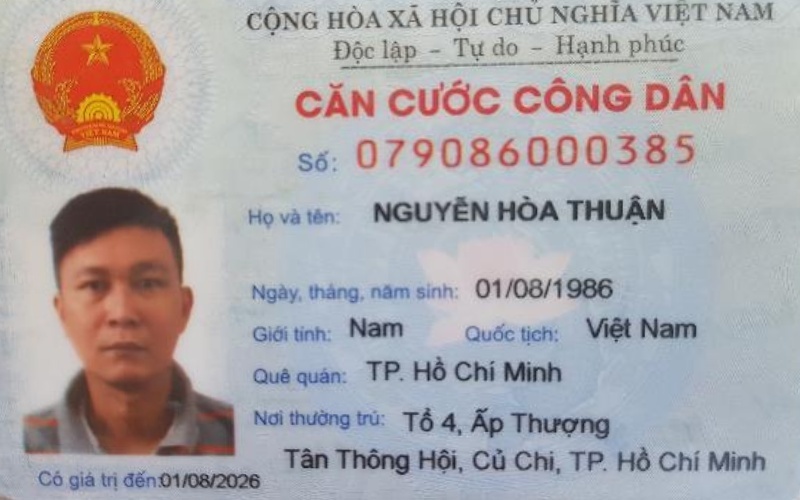 CỘNG HÒA XÃ HỘI CHỦ NGHĨA VIỆT NAM
Độc lập - Tự do - Hạnh phúc
CĂN CƯỚC CÔNG DÂN
Số: 079086000385
Họ và tên: NGUYỄN HÒA THUẬN
Ngày, tháng, năm sinh: 01/08/1986
Giới tính: Nam Quốc tịch: Việt Nam
Quê quán: TP. Hồ Chí Minh
Nơi thường trú: Tổ 4, Ấp Thượng
Tân Thông Hội, Củ Chi, TP. Hồ Chí Minh
Có giá trị đến: 01/08/2026